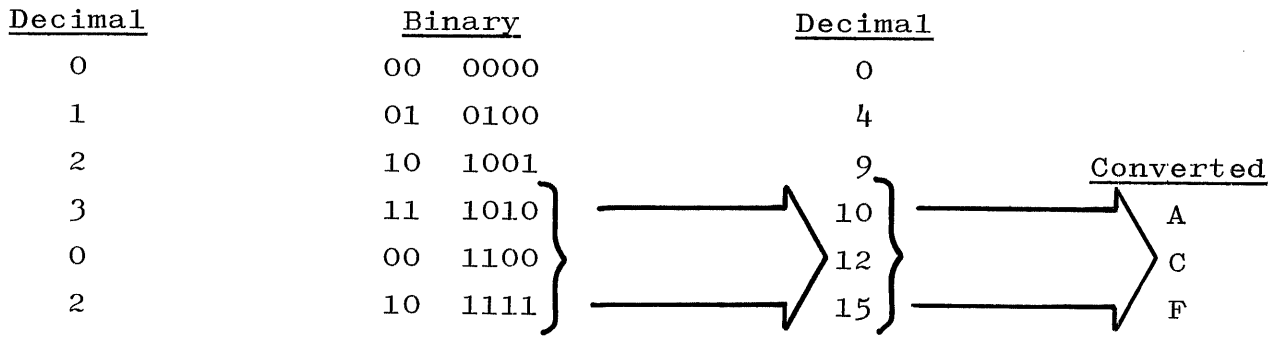 Decimal Binary Decimal
0 00 0000 0
1 01 0100 4
2 10 1001 9 Converted
3 11 1010 10 A
0 00 1100 12 C
2 10 1111 15 F